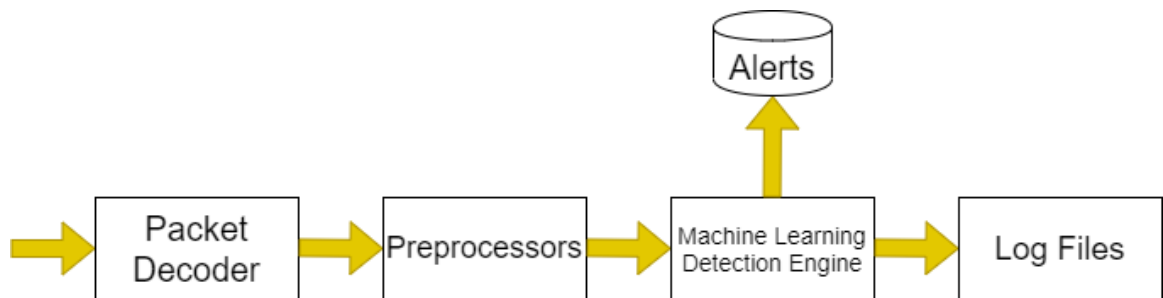 Alerts
Packet
Decoder
Preprocessors
Machine Learning
Detection Engine
Log Files